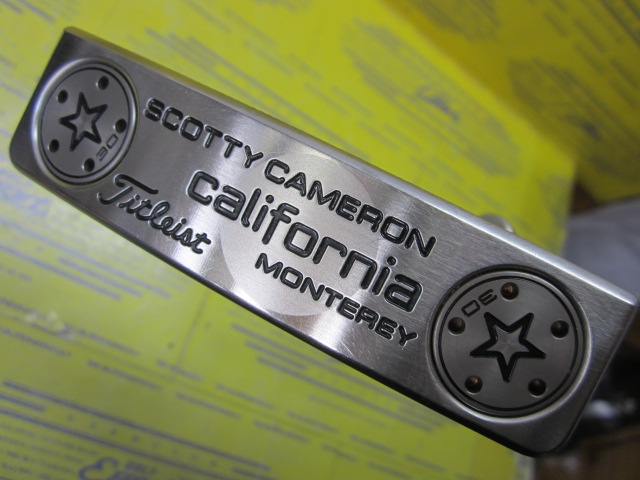 SCOTTY CAMERON
california
MONTEREY
Titleist
30
30